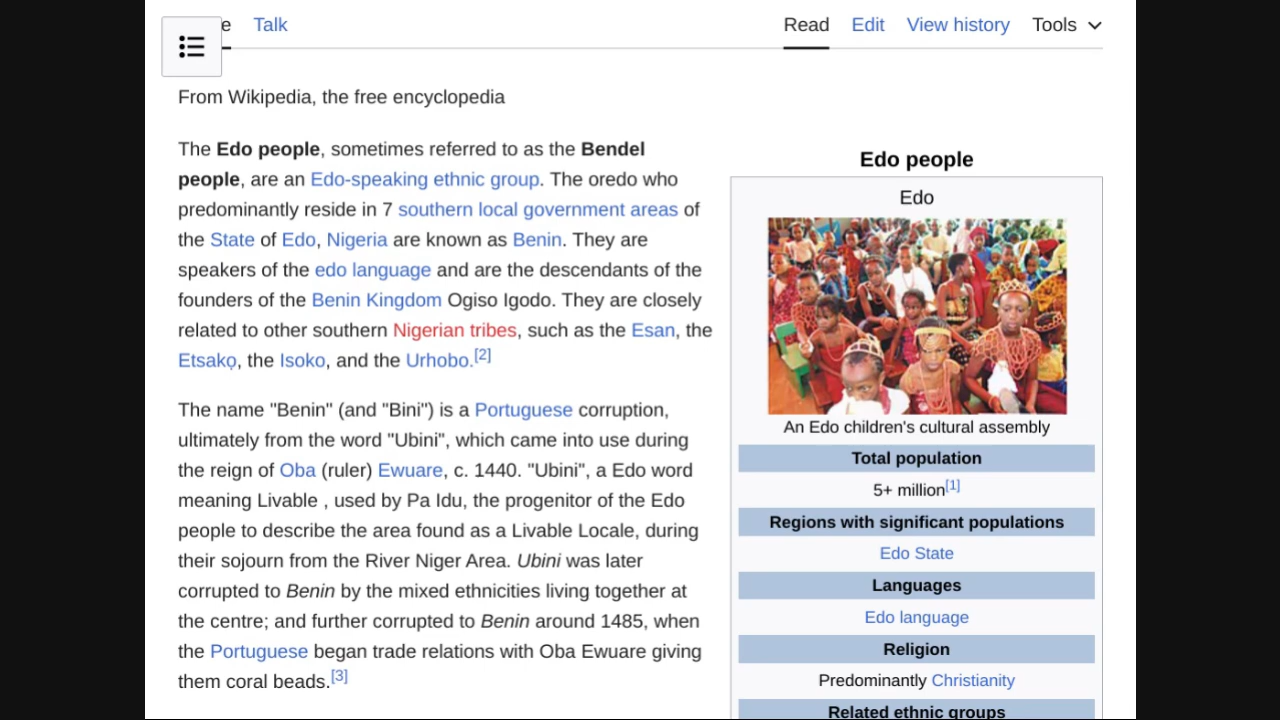 e Talk Read Edit View history Tools
From Wikipedia, the free encyclopedia
The Edo people, sometimes referred to as the Bendel
people, are an Edo-speaking ethnic group. The oredo who
predominantly reside in 7 southern local government areas of
the State of Edo, Nigeria are known as Benin. They are
speakers of the edo language and are the descendants of the
founders of the Benin Kingdom Ogiso Igodo. They are closely
related to other southern Nigerian tribes, such as the Esan, the
Etsakọ, the Isoko, and the Urhobo.[2]
The name "Benin" (and "Bini") is a Portuguese corruption,
ultimately from the word "Ubini", which came into use during
the reign of Oba (ruler) Ewuare, c. 1440. "Ubini", a Edo word
meaning Livable , used by Pa Idu, the progenitor of the Edo
people to describe the area found as a Livable Locale, during
their sojourn from the River Niger Area. Ubini was later
corrupted to Benin by the mixed ethnicities living together at
the centre; and further corrupted to Benin around 1485, when
the Portuguese began trade relations with Oba Ewuare giving
them coral beads.[3]
Edo people
Edo
An Edo children's cultural assembly
Total population
5+ million[1]
Regions with significant populations
Edo State
Languages
Edo language
Religion
Predominantly Christianity
Related ethnic groups